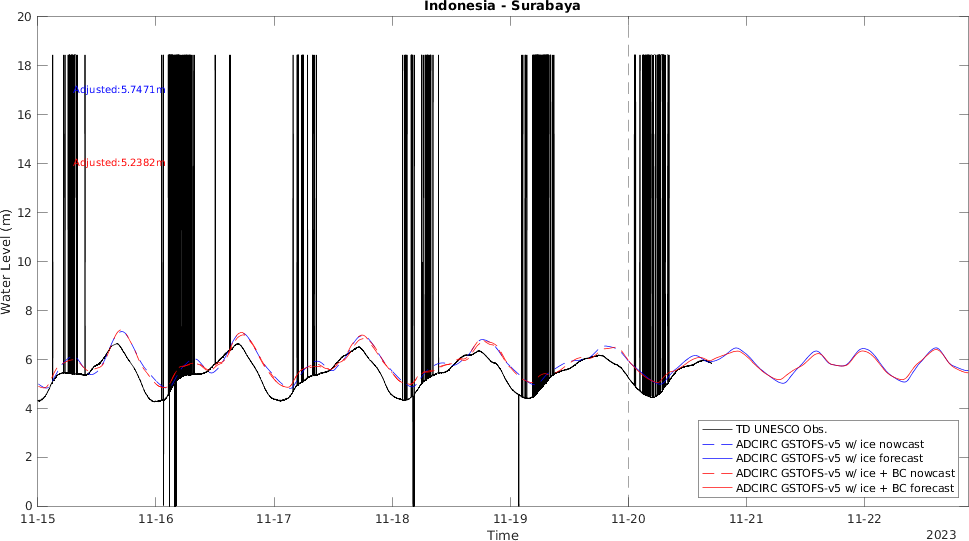 Indonesia - Surabaya
20
18
16
14
12
10
8
6
4
2
0
Water Level (m)
Adjusted:5.7471m
Adjusted:5.2382m
TD UNESCO Obs.
ADCIRC GSTOFS-v5 w/ ice nowcast
ADCIRC GSTOFS-v5 w/ ice forecast
ADCIRC GSTOFS-v5 w/ ice + BC nowcast
ADCIRC GSTOFS-v5 w/ ice + BC forecast
11-15 11-16 11-17 11-18 11-19 11-20 11-21 11-22
Time
2023